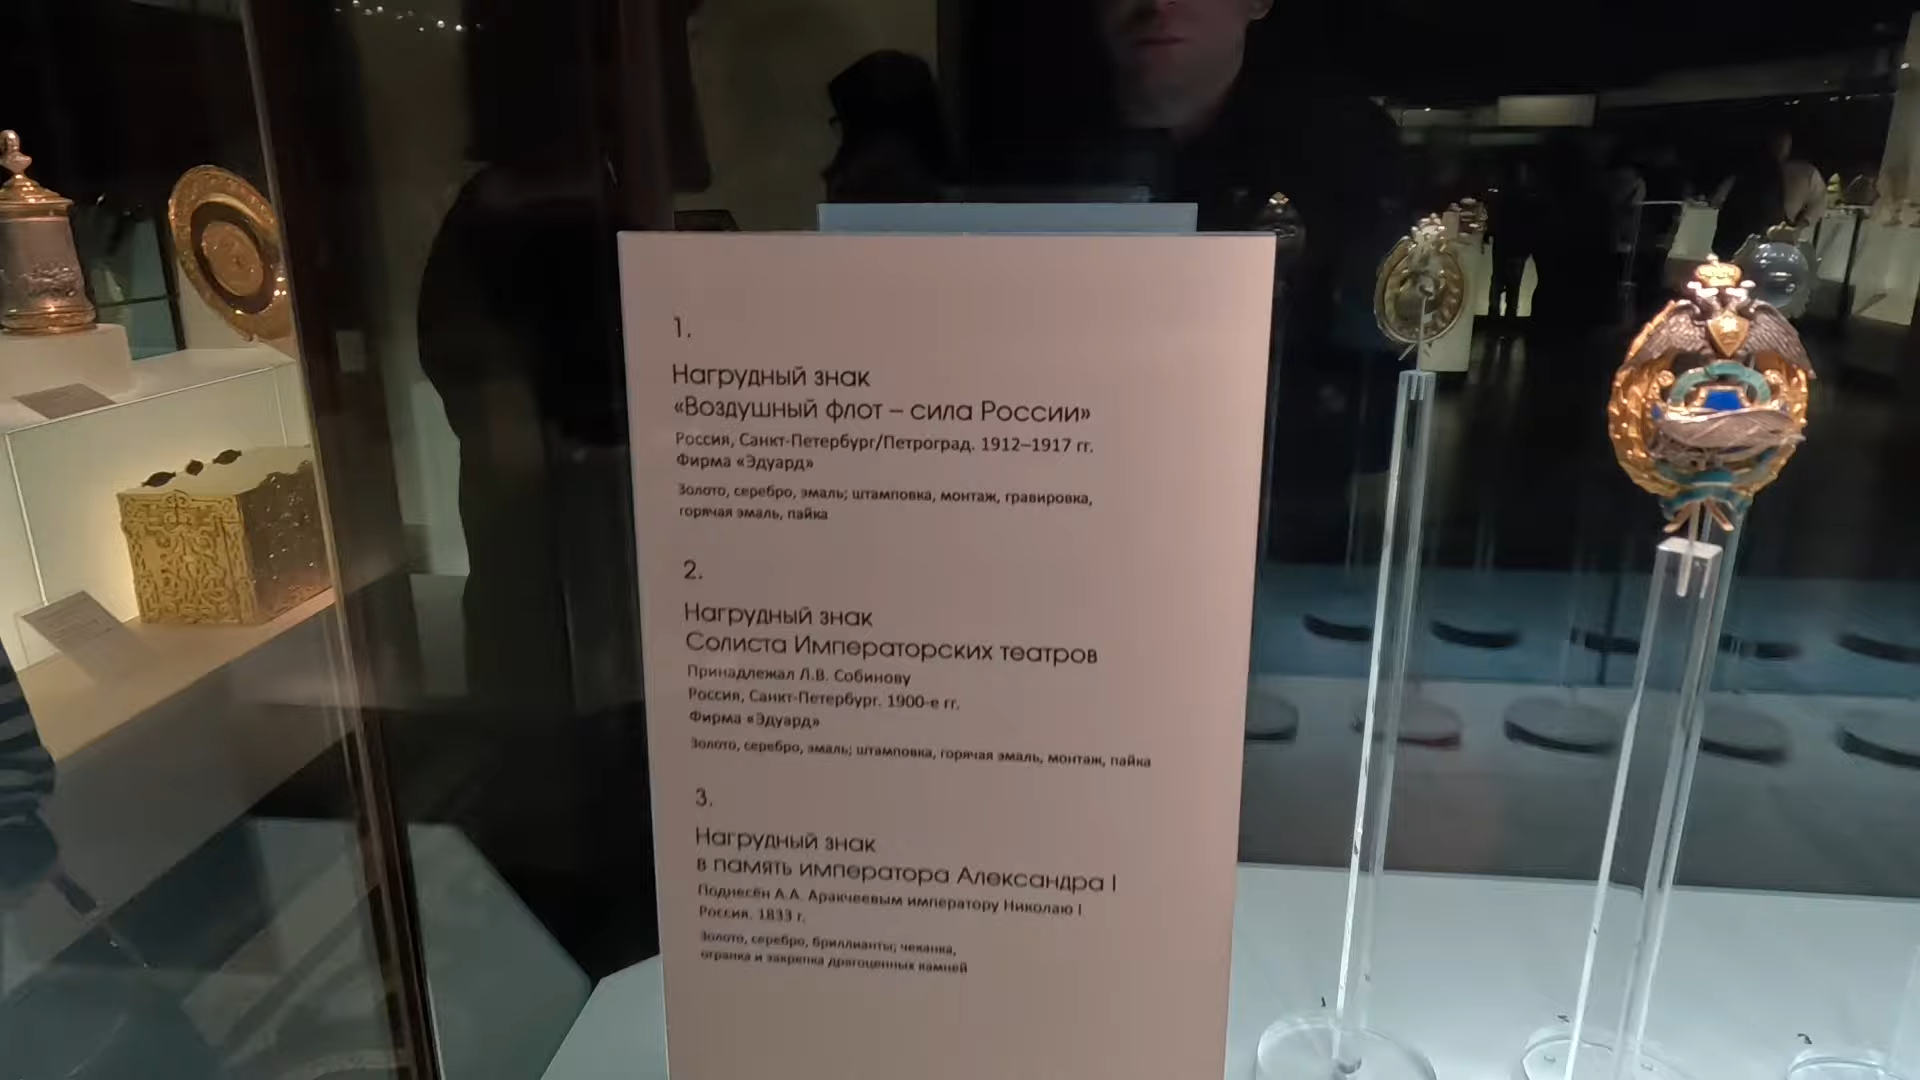 1.
Нагрудный знак
«Воздушный флот – сила России»
Россия, Санкт-Петербург/Петроград. 1912–1917 гг.
Фирма «Эдуард»
Золото, серебро, эмаль; штамповка, монтаж, гравировка,
горячая эмаль, пайка
2.
Нагрудный знак
Солиста Императорских театров
Принадлежал Л.В. Собинову
Россия, Санкт-Петербург. 1900-е гг.
Фирма «Эдуард»
Золото, серебро, эмаль; штамповка, горячая эмаль, монтаж, пайка
3.
Нагрудный знак
в память императора Александра I
Поднесён А.А. Аракчеевым императору Николаю I
Россия. 1833 г.
Золото, серебро, бриллианты; чеканка,
огранка и закрепка драгоценных камней
1
2